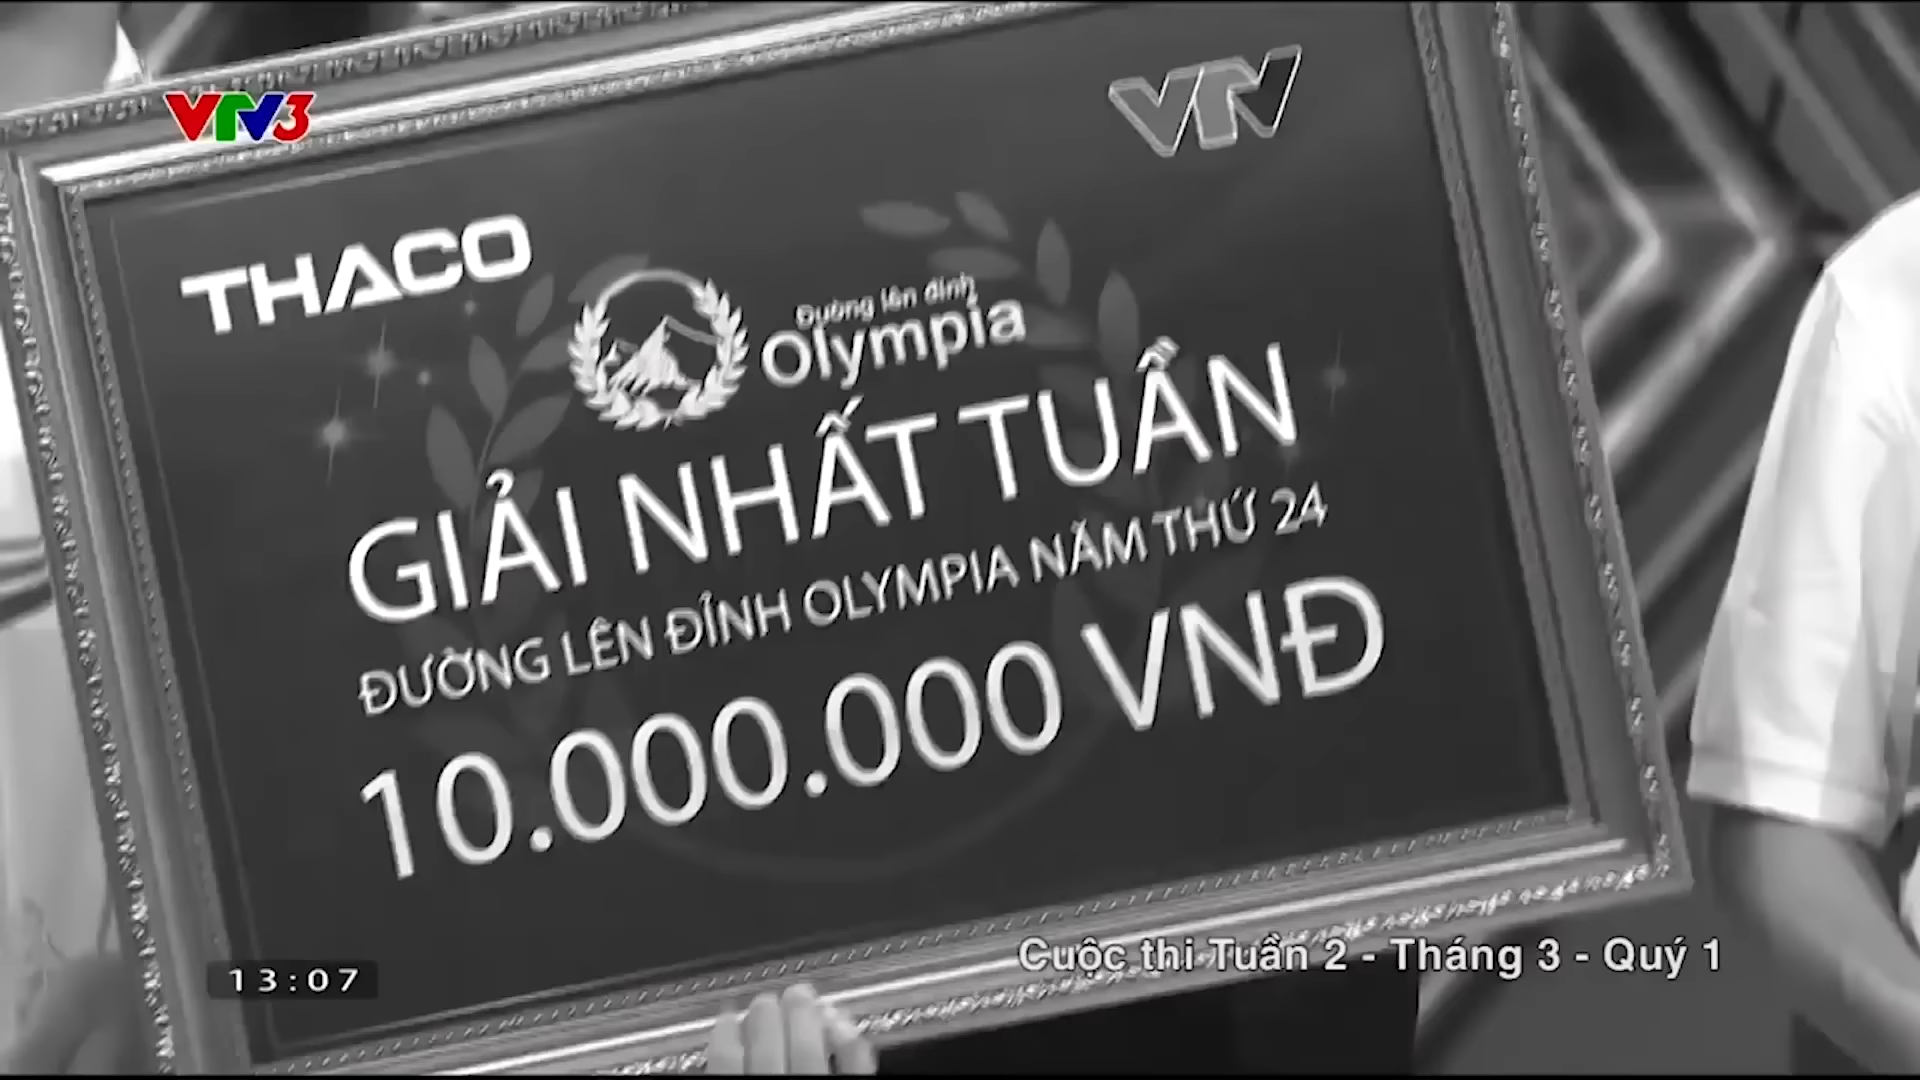 VTV3
VTV
THACO
Đường lên đỉnh
Olympia
GIẢI NHẤT TUẦN
ĐƯỜNG LÊN ĐỈNH OLYMPIA NĂM THỨ 24
10.000.000 VNĐ
Cuộc thi Tuần 2 - Tháng 3 - Quý 1
13:07